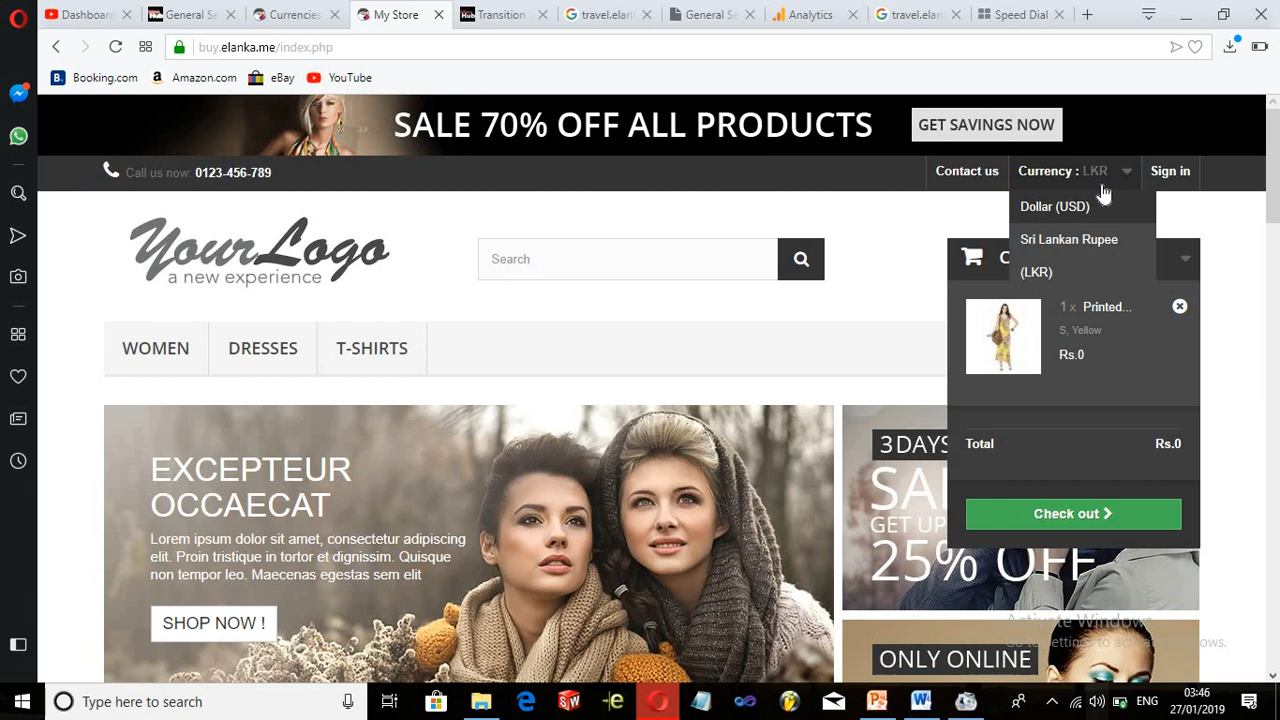 Dashboard
General Se
Currencies
My Store
Transition
travel.elan
General Se
Analytics
travel.elan
Speed Dial
buy.elanka.me/index.php
B. Booking.com
Amazon.com
eBay
YouTube
SALE 70% OFF ALL PRODUCTS
GET SAVINGS NOW
Call us now: 0123-456-789
Contact us
Currency : LKR
Sign in
Dollar (USD)
Sri Lankan Rupee
(LKR)
YourLogo
a new experience
Search
C
1 x Printed...
S, Yellow
Rs.0
WOMEN
DRESSES
T-SHIRTS
Total Rs.0
Check out
EXCEPTEUR
OCCAECAT
Lorem ipsum dolor sit amet, consectetur adipiscing
elit. Proin tristique in tortor et dignissim. Quisque
non tempor leo. Maecenas egestas sem elit
SHOP NOW !
3 DAYS
GET UP
25% OFF
ONLY ONLINE
Activate Windows
Type here to search
ENG
03:46
27/01/2019